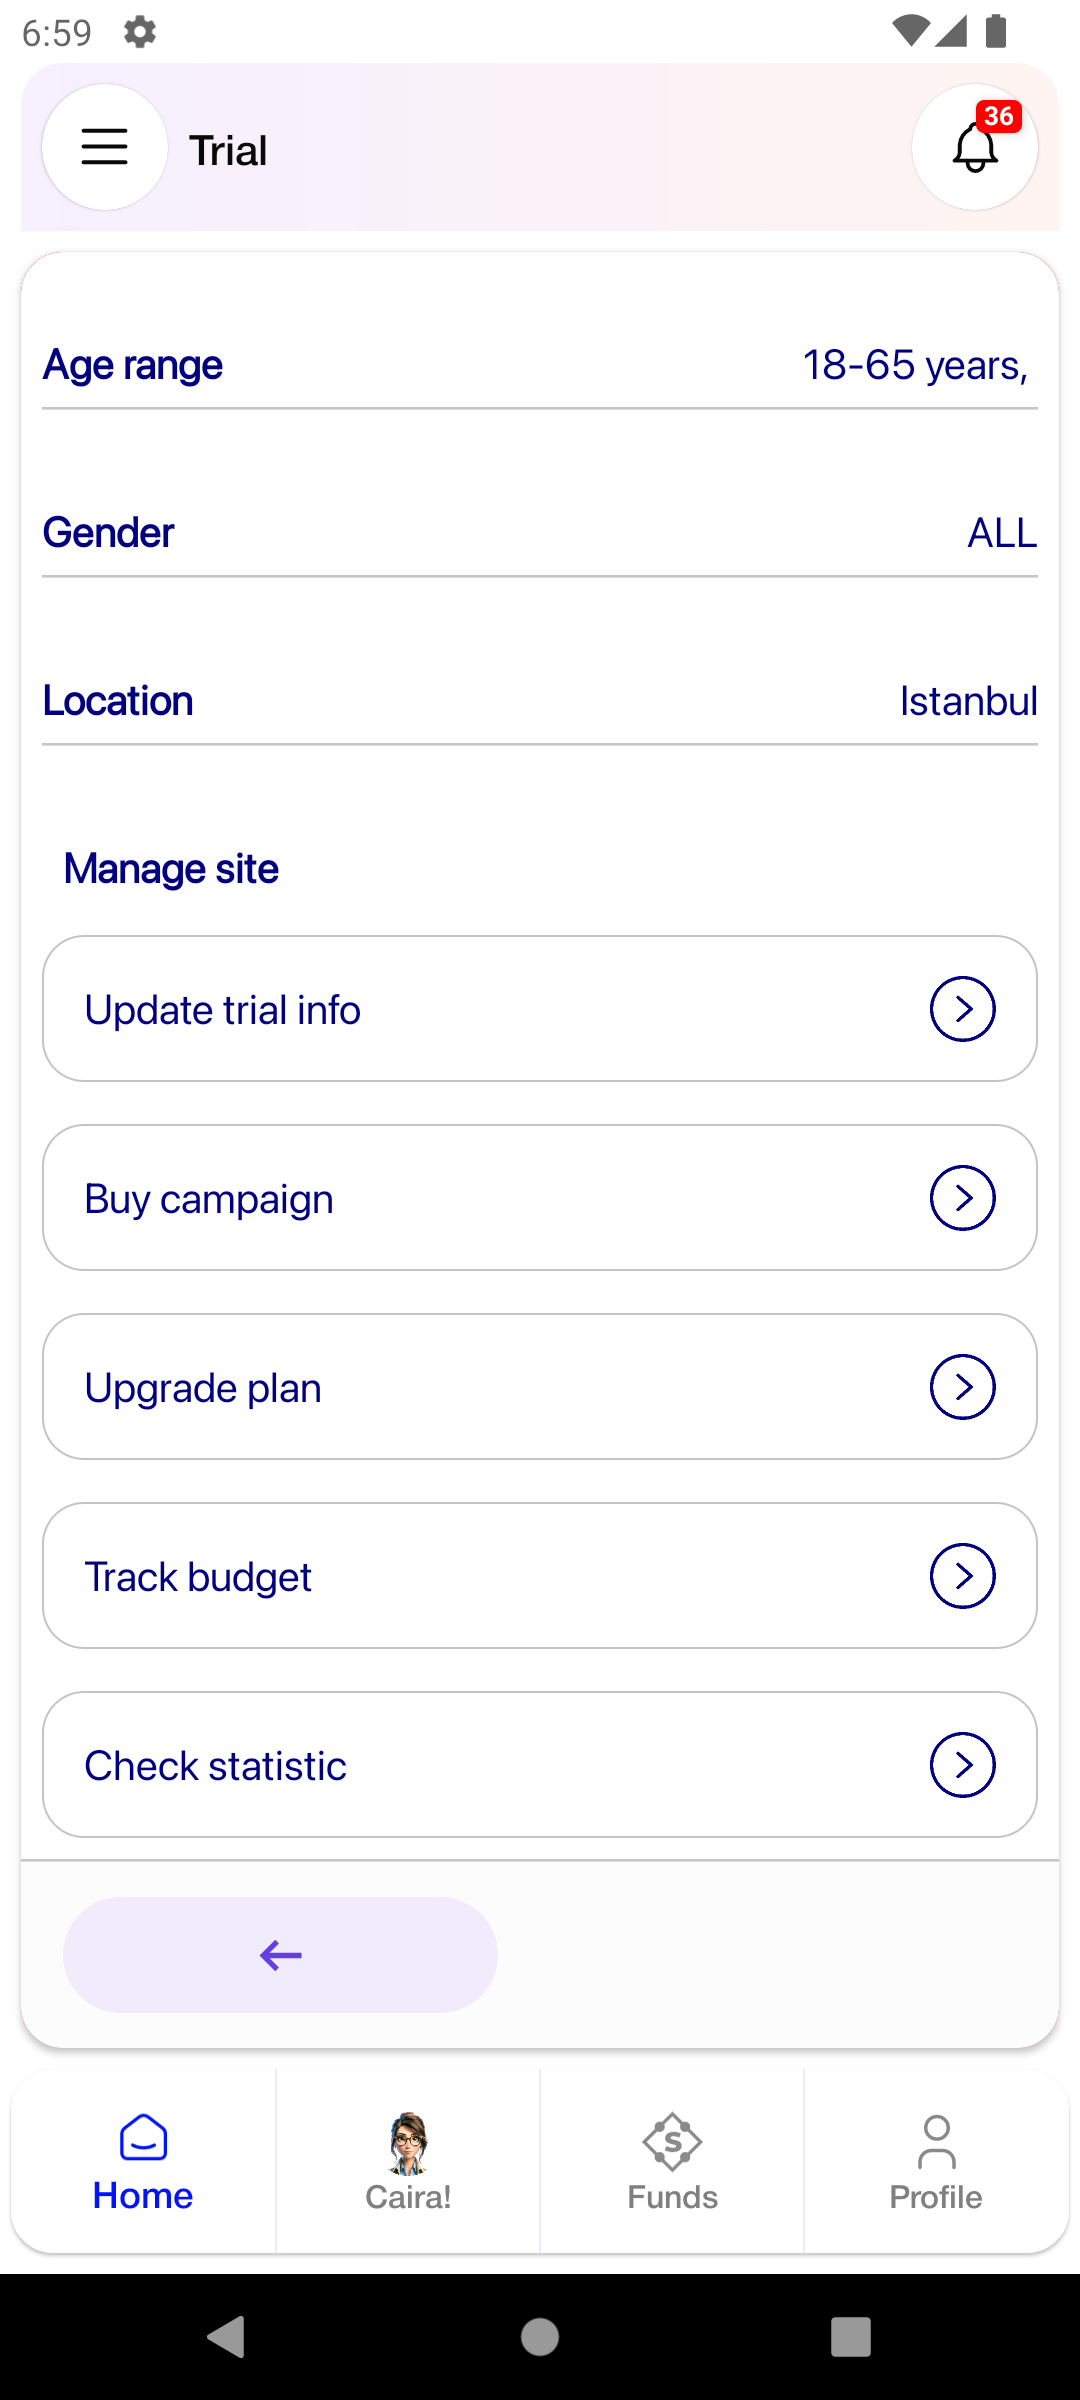 6:59
Trial
36
Age range
18-65 years,
Gender
ALL
Location
Istanbul
Manage site
Update trial info
Buy campaign
Upgrade plan
Track budget
Check statistic
Home
Caira!
Funds
Profile